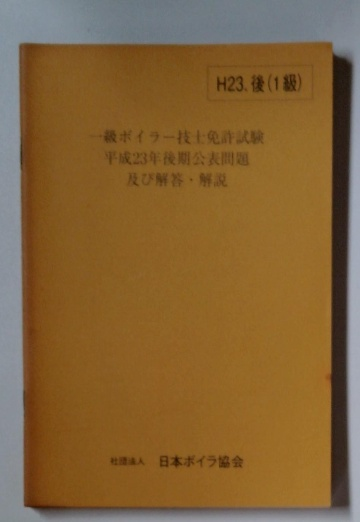 H23.後(1級)
一級ボイラー技士免許試験
平成23年後期公表問題
及び解答・解説
社団法人 日本ボイラ協会